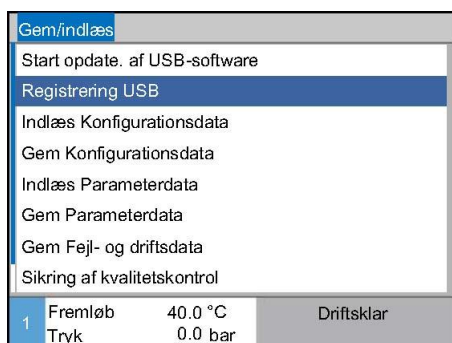 Gem/indlæs
Start opdate. af USB-software
Registrering USB
Indlæs Konfigurationsdata
Gem Konfigurationsdata
Indlæs Parameterdata
Gem Parameterdata
Gem Fejl- og driftsdata
Sikring af kvalitetskontrol
1 Fremløb 40.0 °C Driftsklar
Tryk 0.0 bar